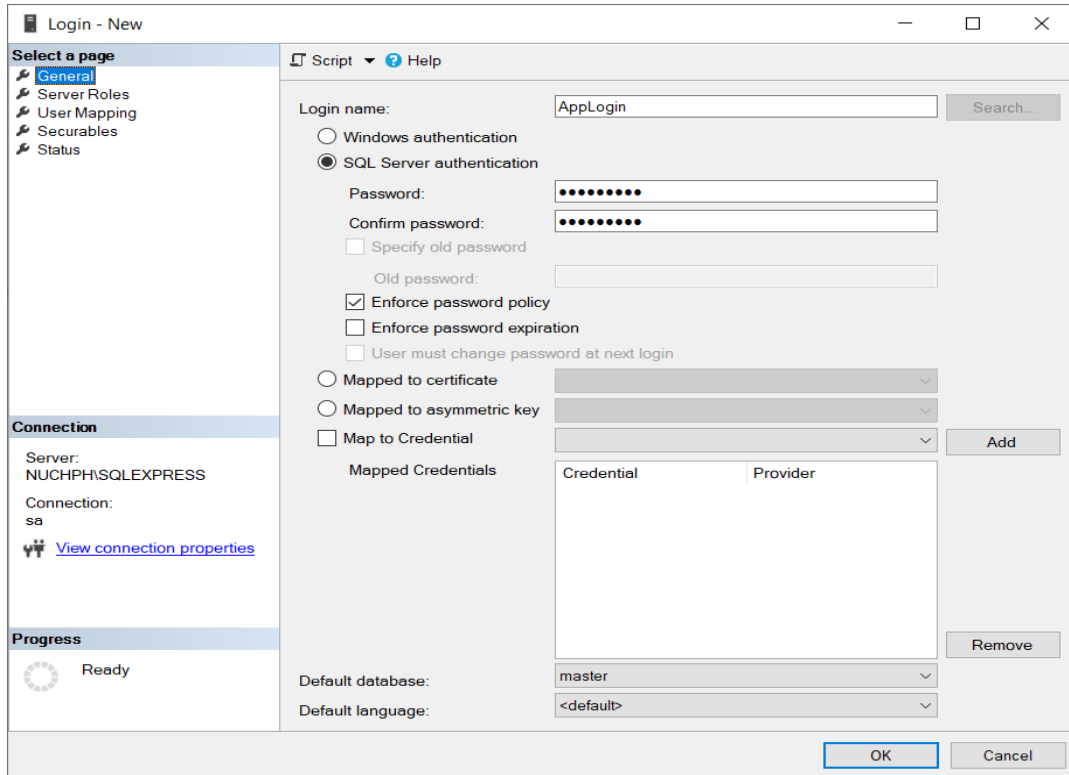 Login - New
Select a page
General
Server Roles
User Mapping
Securables
Status
Script Help
Login name: AppLogin Search...
Windows authentication
SQL Server authentication
Password: •••••••••
Confirm password: •••••••••
Specify old password
Old password:
Enforce password policy
Enforce password expiration
User must change password at next login
Mapped to certificate
Mapped to asymmetric key
Map to Credential Add
Mapped Credentials Credential Provider
Remove
Default database: master
Default language: <default>
Connection
Server:
NUCHPH\SQLEXPRESS
Connection:
sa
View connection properties
Progress
Ready
OK Cancel